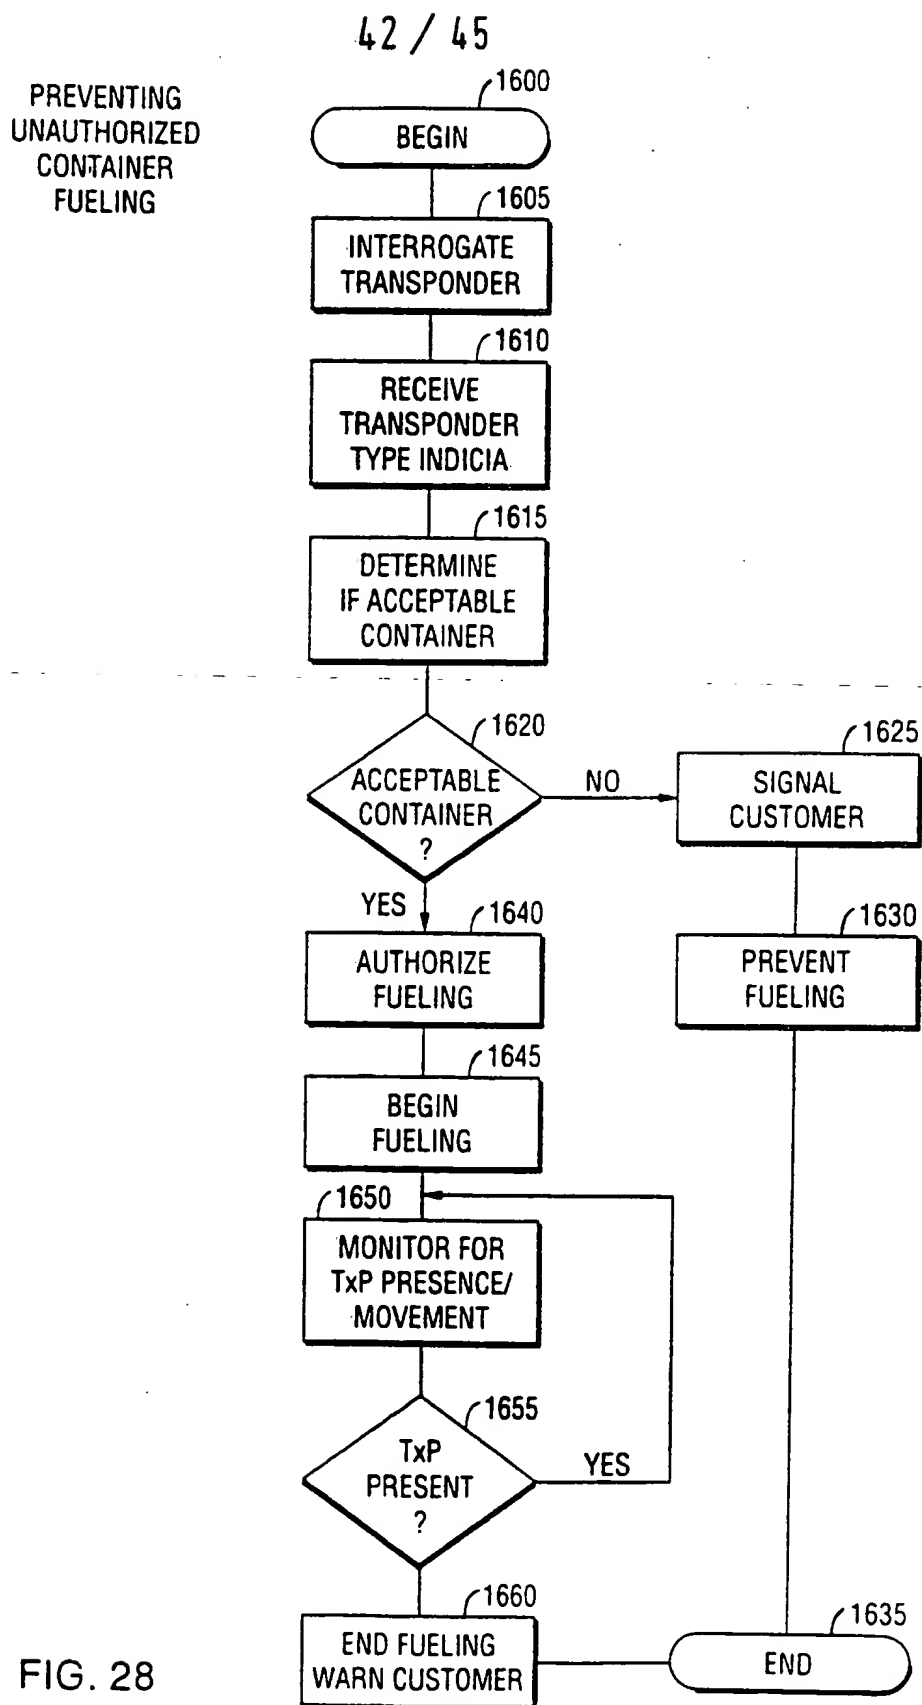 42 / 45
PREVENTING
UNAUTHORIZED
CONTAINER
FUELING
1600
BEGIN
1605
INTERROGATE
TRANSPONDER
1610
RECEIVE
TRANSPONDER
TYPE INDICIA
1615
DETERMINE
IF ACCEPTABLE
CONTAINER
1620
ACCEPTABLE
CONTAINER
?
NO
1625
SIGNAL
CUSTOMER
YES
1630
PREVENT
FUELING
1640
AUTHORIZE
FUELING
1645
BEGIN
FUELING
1650
MONITOR FOR
TxP PRESENCE/
MOVEMENT
1655
TxP
PRESENT
?
YES
1660
END FUELING
WARN CUSTOMER
1635
END
FIG. 28